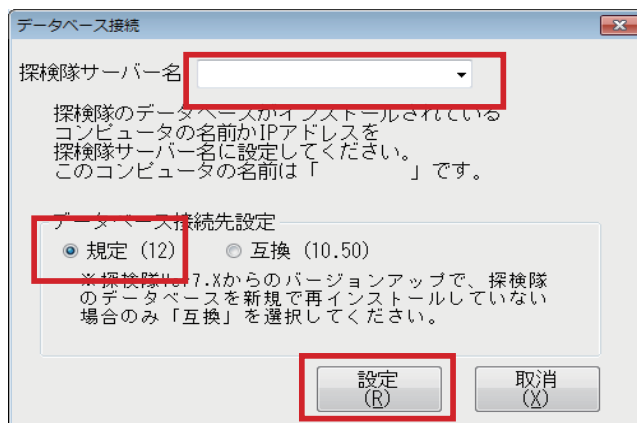 データベース接続
探検隊サーバー名
探検隊のデータベースがインストールされている
コンピュータの名前かIPアドレスを
探検隊サーバー名に設定してください。
このコンピュータの名前は「　　　　　」です。
データベース接続先設定
規定 (12)　互換 (10.50)
※探検隊Ver7.Xからのバージョンアップで、探検隊
のデータベースを新規で再インストールしていない
場合のみ「互換」を選択してください。
設定　取消
(R)　(X)